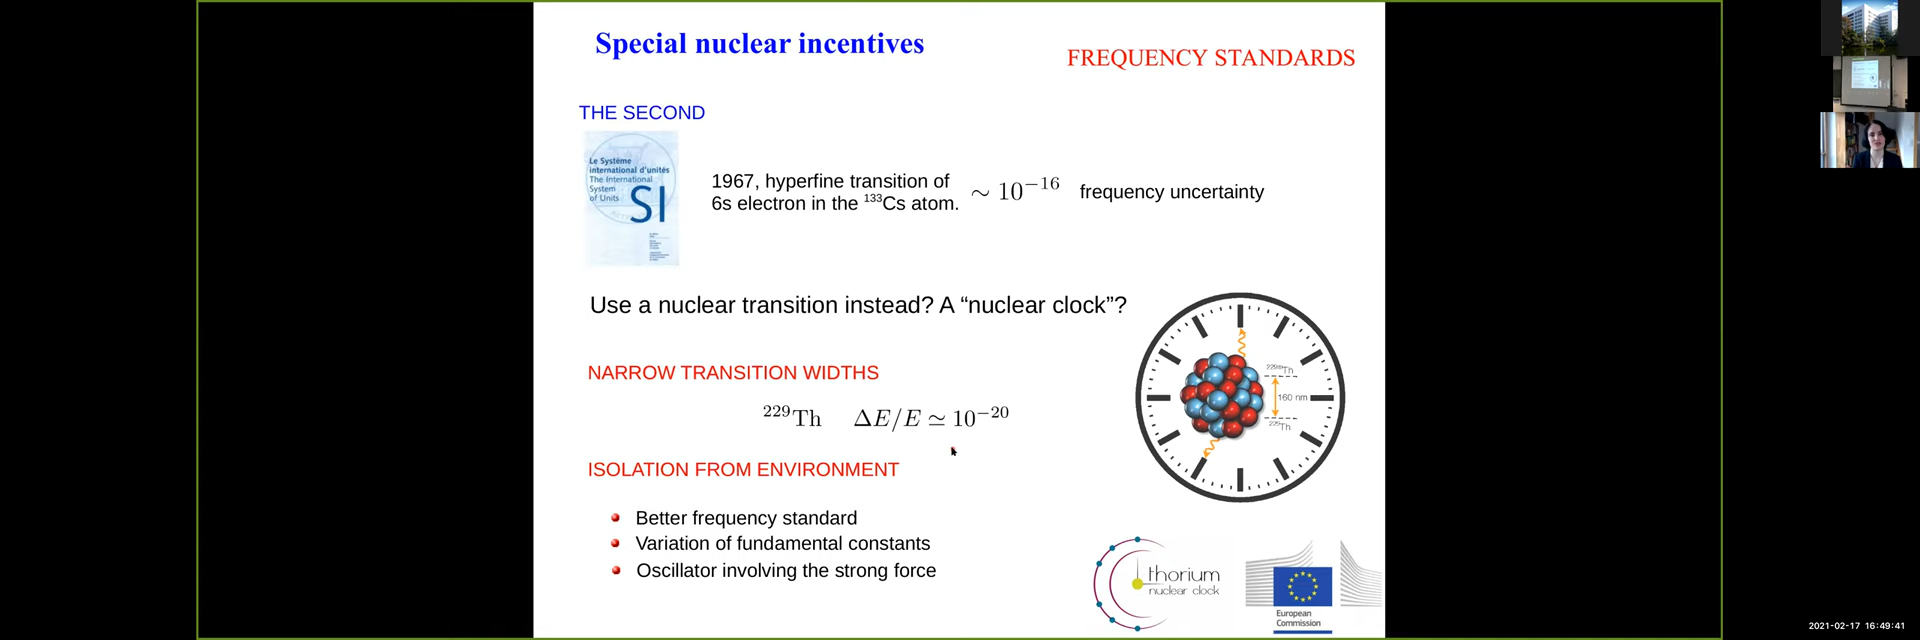 Special nuclear incentives
FREQUENCY STANDARDS
THE SECOND
Le Système
international d'unités
The International
System
of Units
SI
1967, hyperfine transition of
6s electron in the ¹³³Cs atom.
∼ 10⁻¹⁶ frequency uncertainty
Use a nuclear transition instead? A “nuclear clock”?
NARROW TRANSITION WIDTHS
²²⁹Th ΔE/E ≃ 10⁻²⁰
²²⁹ᵐTh
160 nm
²²⁹Th
ISOLATION FROM ENVIRONMENT
Better frequency standard
Variation of fundamental constants
Oscillator involving the strong force
thorium
nuclear clock
European
Commission
2021-02-17 16:49:41